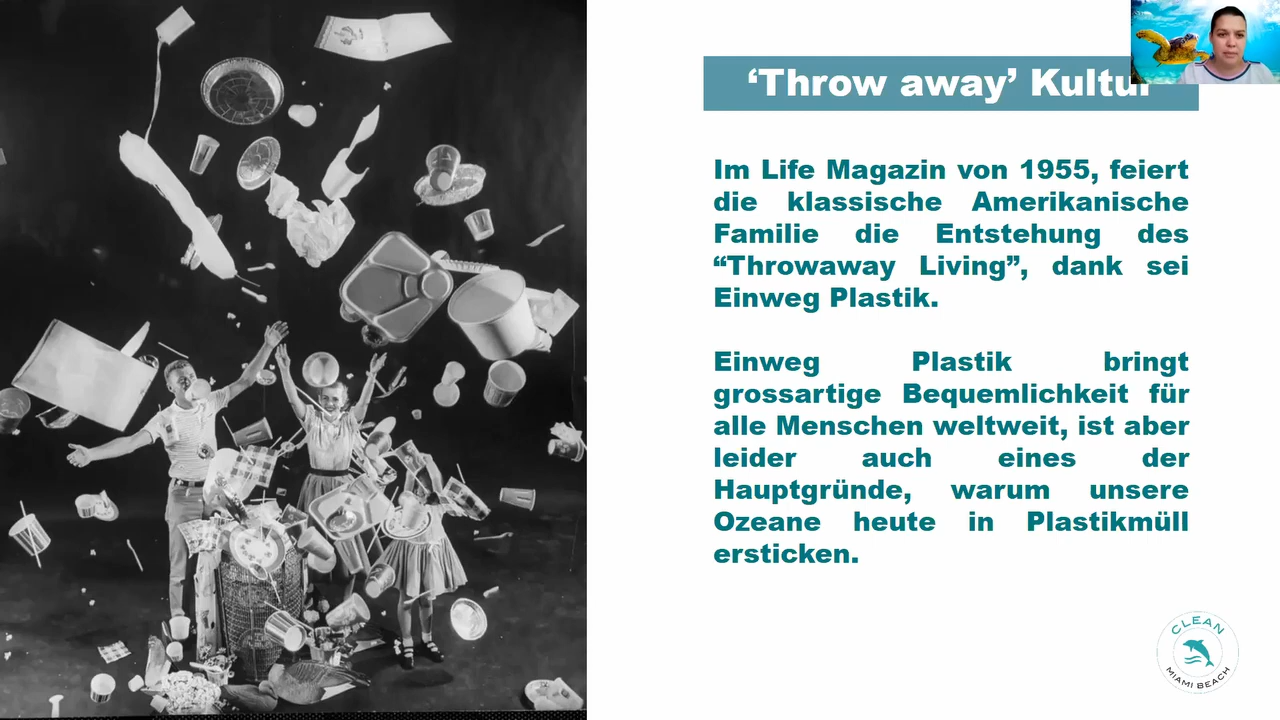 ‘Throw away’ Kultur
Im Life Magazin von 1955, feiert
die klassische Amerikanische
Familie die Entstehung des
“Throwaway Living”, dank sei
Einweg Plastik.
Einweg Plastik bringt
grossartige Bequemlichkeit für
alle Menschen weltweit, ist aber
leider auch eines der
Hauptgründe, warum unsere
Ozeane heute in Plastikmüll
ersticken.
CLEAN
MIAMI BEACH